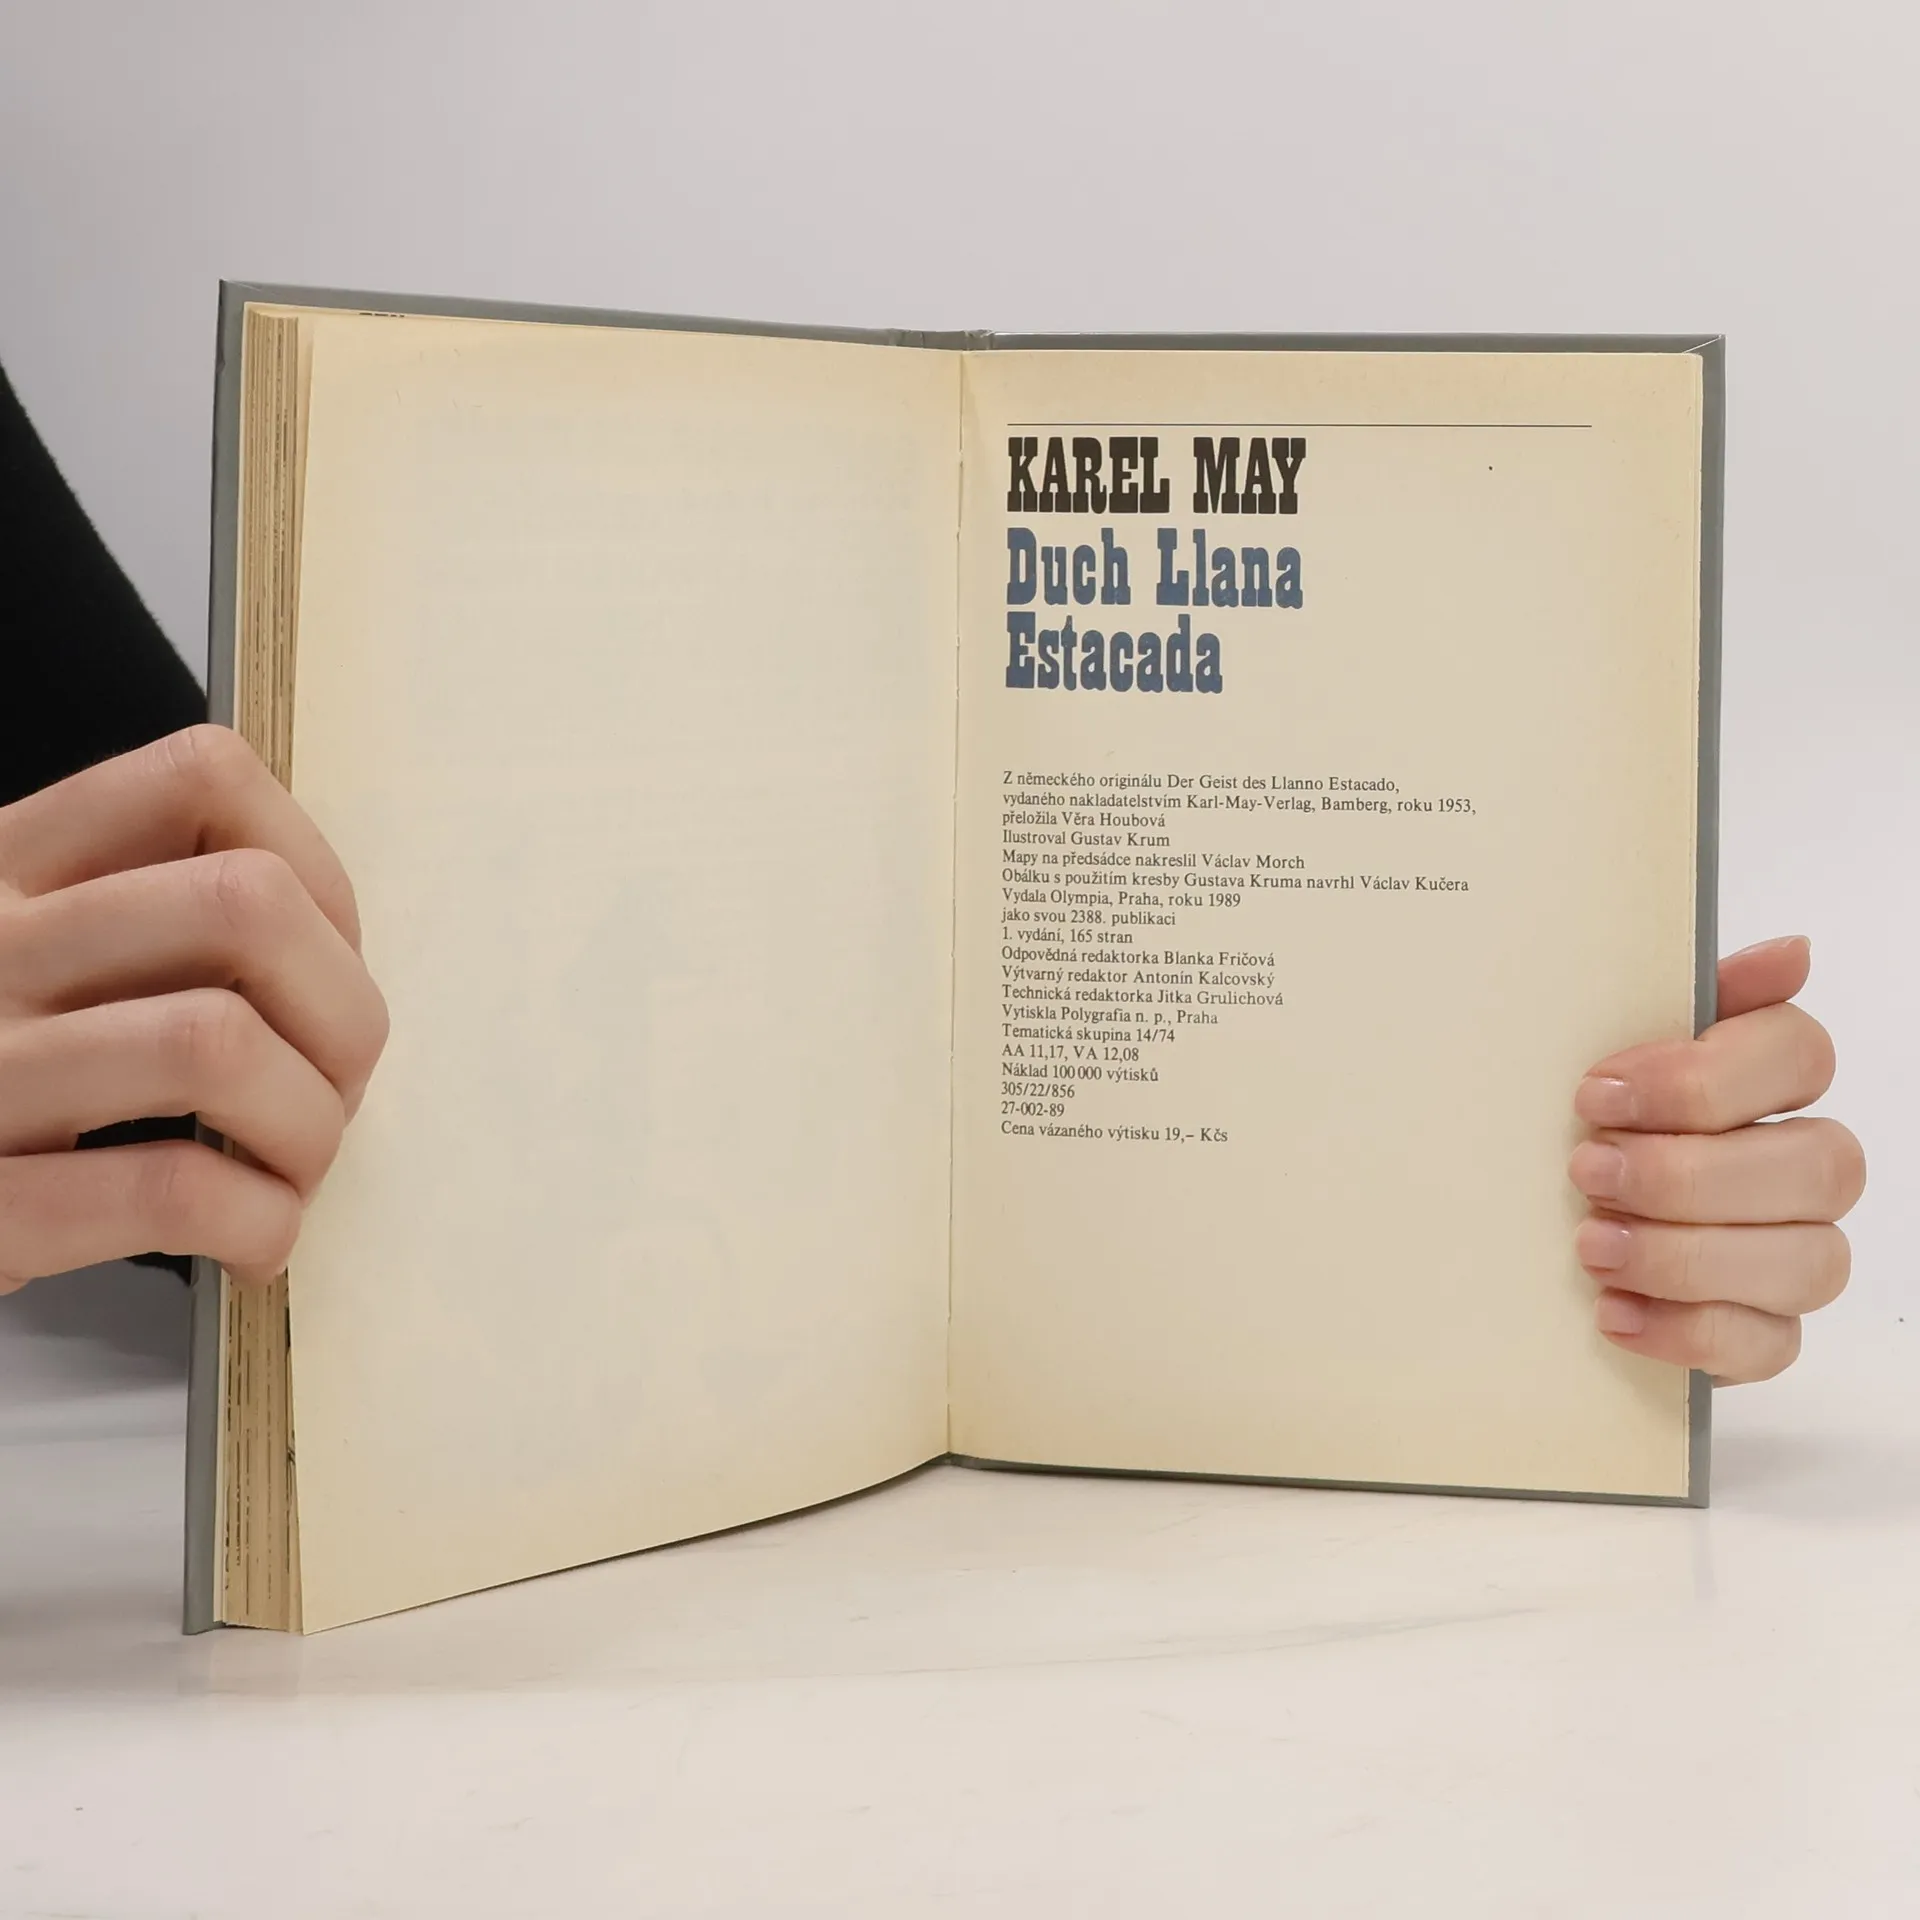 KAREL MAY
Duch Llana
Estacada
Z německého originálu Der Geist des Llanno Estacado,
vydaného nakladatelstvím Karl-May-Verlag, Bamberg, roku 1953,
přeložila Věra Houbová
Ilustroval Gustav Krum
Mapy na předsádce nakreslil Václav Morch
Obálku s použitím kresby Gustava Kruma navrhl Václav Kučera
Vydala Olympia, Praha, roku 1989
jako svou 2388. publikaci
1. vydání, 165 stran
Odpovědná redaktorka Blanka Fričová
Výtvarný redaktor Antonín Kalcovský
Technická redaktorka Jitka Grulichová
Vytiskla Polygrafia n. p., Praha
Tematická skupina 14/74
AA 11,17, VA 12,08
Náklad 100 000 výtisků
305/22/856
27-002-89
Cena vázaného výtisku 19,– Kčs